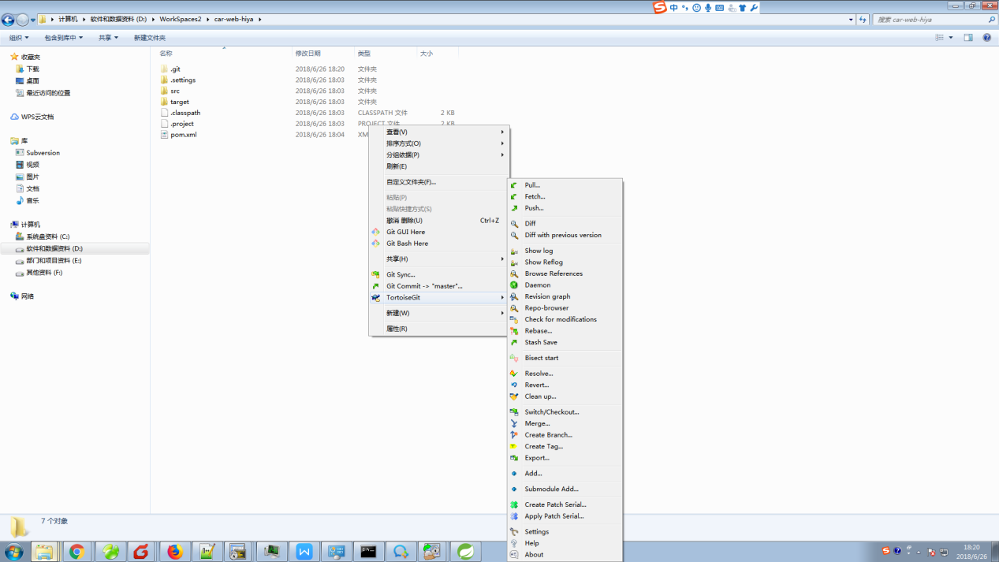 中
计算机 ▸ 软件和数据资料 (D:) ▸ WorkSpaces2 ▸ car-web-hiya ▸
搜索 car-web-hiya
组织 包含到库中 共享 新建文件夹
名称 修改日期 类型 大小
收藏夹
下载
桌面
最近访问的位置
WPS云文档
库
Subversion
视频
图片
文档
音乐
计算机
系统盘资料 (C:)
软件和数据资料 (D:)
部门和项目资料 (E:)
其他资料 (F:)
网络
.git 2018/6/26 18:20 文件夹
.settings 2018/6/26 18:03 文件夹
src 2018/6/26 18:03 文件夹
target 2018/6/26 18:03 文件夹
.classpath 2018/6/26 18:03 CLASSPATH 文件 2 KB
.project 2018/6/26 18:03 PROJECT 文件 2 KB
pom.xml 2018/6/26 18:04 XM
查看(V)
排序方式(O)
分组依据(P)
刷新(E)
自定义文件夹(F)...
粘贴(P)
粘贴快捷方式(S)
撤消 删除(U) Ctrl+Z
Git GUI Here
Git Bash Here
共享(H)
Git Sync...
Git Commit -> "master"...
TortoiseGit
新建(W)
属性(R)
Pull...
Fetch...
Push...
Diff
Diff with previous version
Show log
Show Reflog
Browse References
Daemon
Revision graph
Repo-browser
Check for modifications
Rebase...
Stash Save
Bisect start
Resolve...
Revert...
Clean up...
Switch/Checkout...
Merge...
Create Branch...
Create Tag...
Export...
Add...
Submodule Add...
Create Patch Serial...
Apply Patch Serial...
Settings
Help
About
7 个对象
18:20
2018/6/26